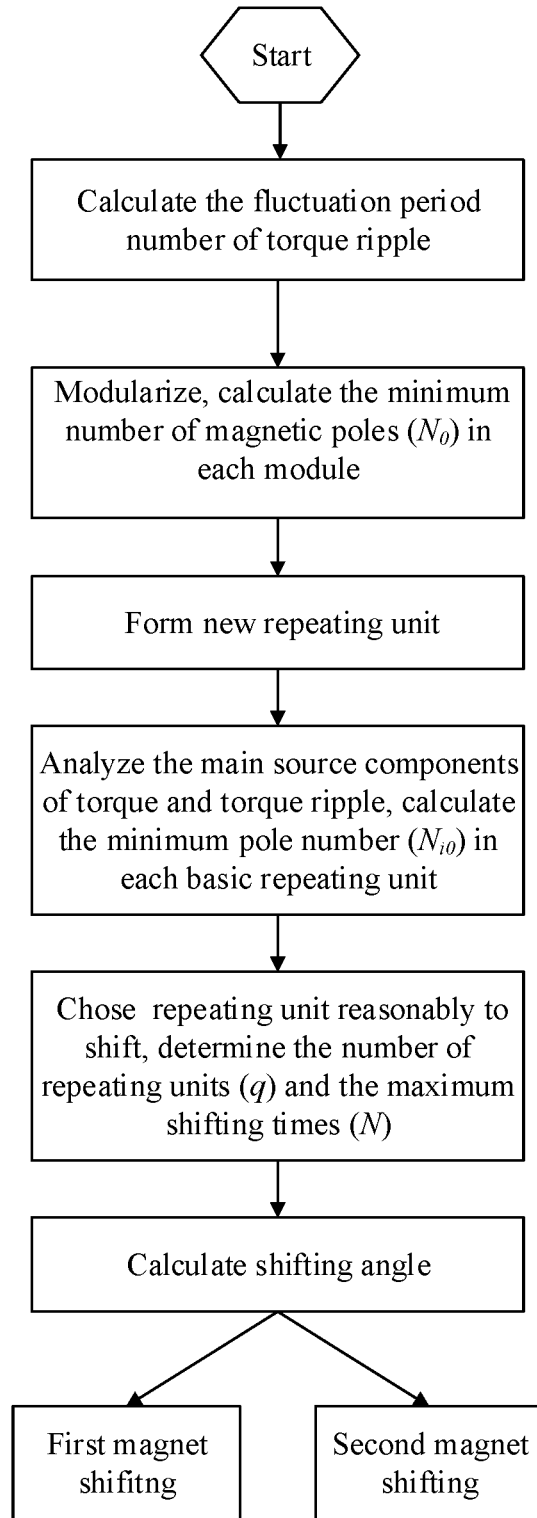 Start
Calculate the fluctuation period
number of torque ripple
Modularize, calculate the minimum
number of magnetic poles (N0) in
each module
Form new repeating unit
Analyze the main source components
of torque and torque ripple, calculate
the minimum pole number (Ni0) in
each basic repeating unit
Chose repeating unit reasonably to
shift, determine the number of
repeating units (q) and the maximum
shifting times (N)
Calculate shifting angle
First magnet
shifitng
Second magnet
shifting